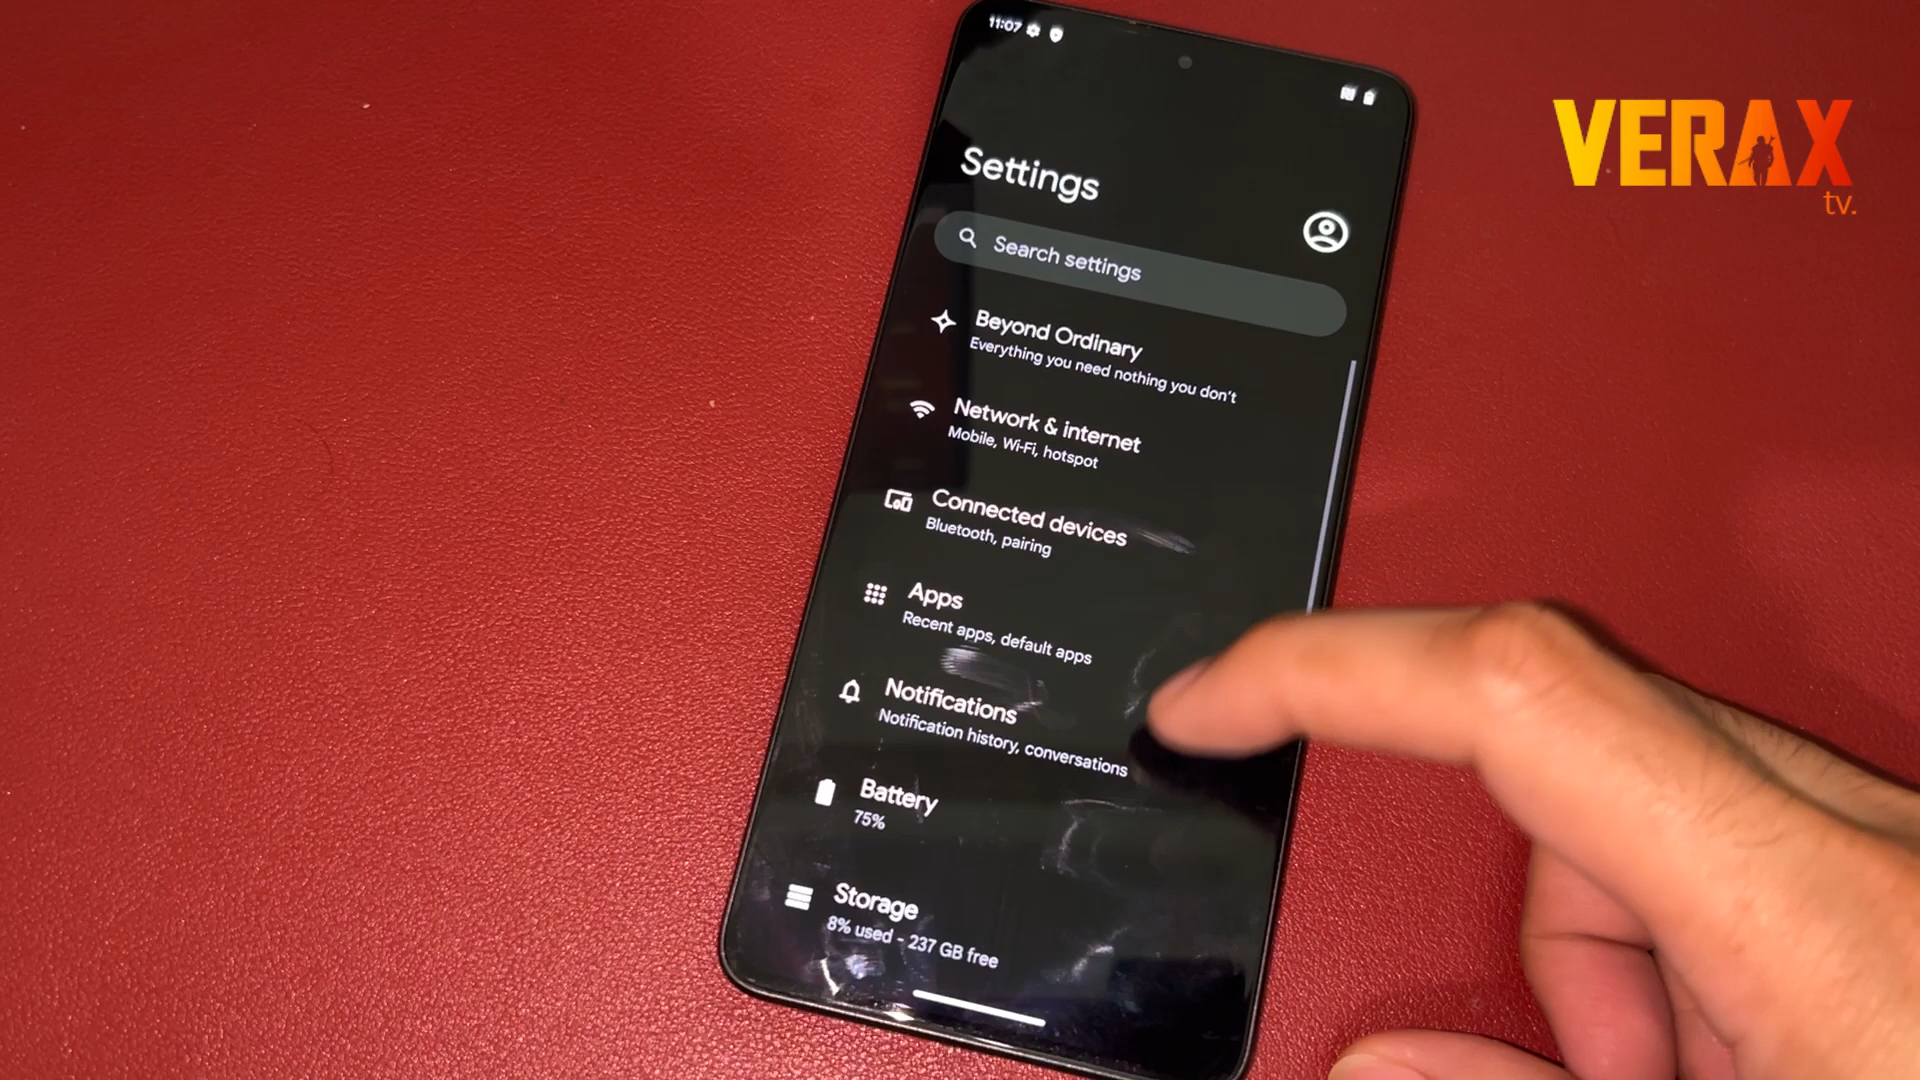 11:07
VERAX
tv.
Settings
Search settings
Beyond Ordinary
Everything you need nothing you don't
Network & internet
Mobile, Wi-Fi, hotspot
Connected devices
Bluetooth, pairing
Apps
Recent apps, default apps
Notifications
Notification history, conversations
Battery
75%
Storage
8% used - 237 GB free